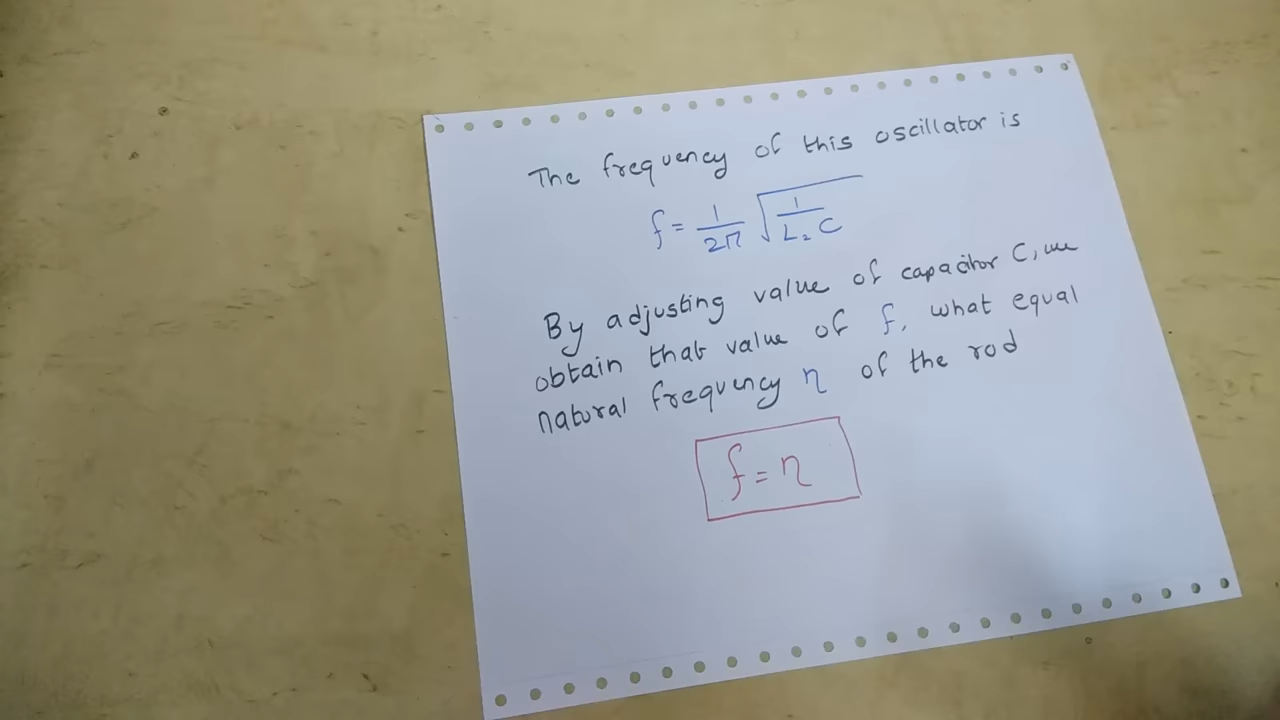 The frequency of this oscillator is
f = 1/2π √(1/L₂C)
By adjusting value of capacitor C, we
obtain that value of f, what equal
natural frequency η of the rod
f = η